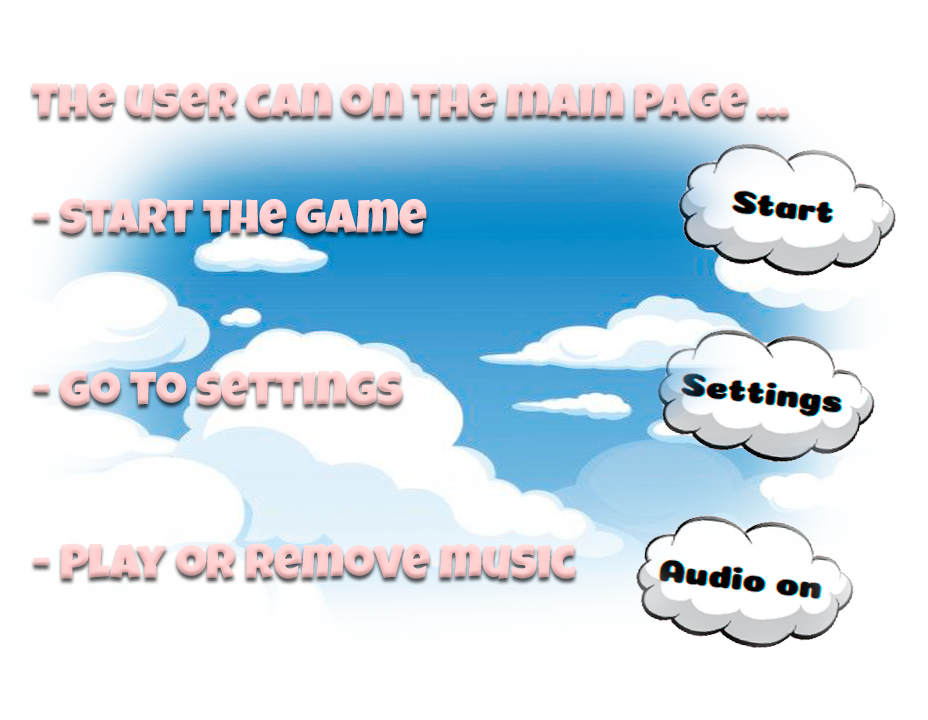 The user can on the main page ...
Start
- Start the game
Settings
- Go to settings
Audio on
- Play or remove music